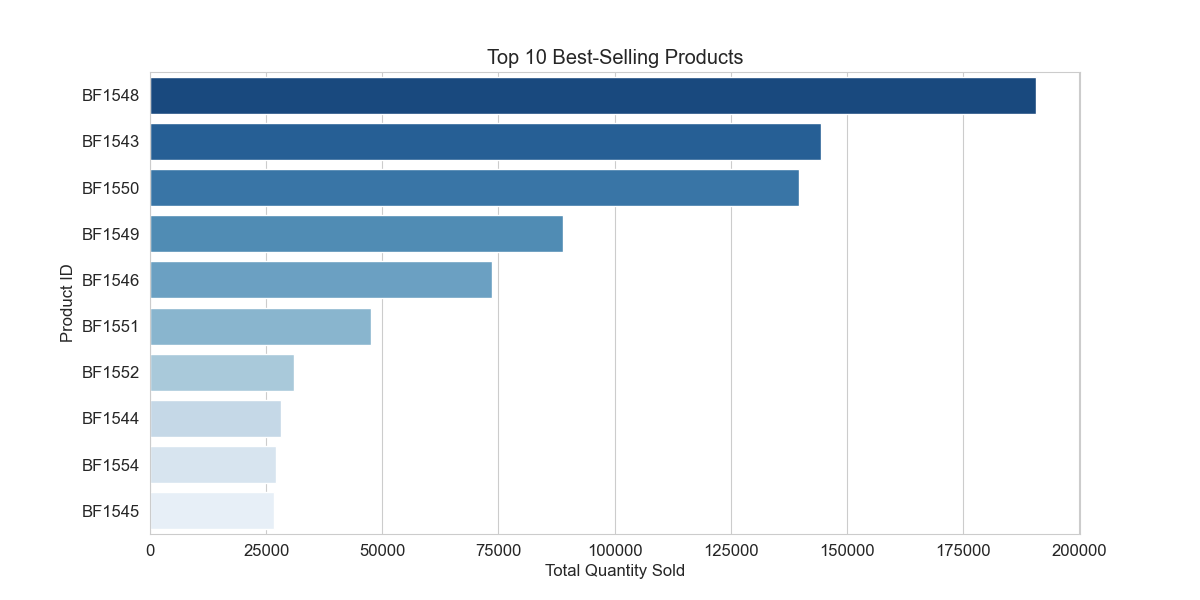 Top 10 Best-Selling Products
Product ID
BF1548
BF1543
BF1550
BF1549
BF1546
BF1551
BF1552
BF1544
BF1554
BF1545
0 25000 50000 75000 100000 125000 150000 175000 200000
Total Quantity Sold